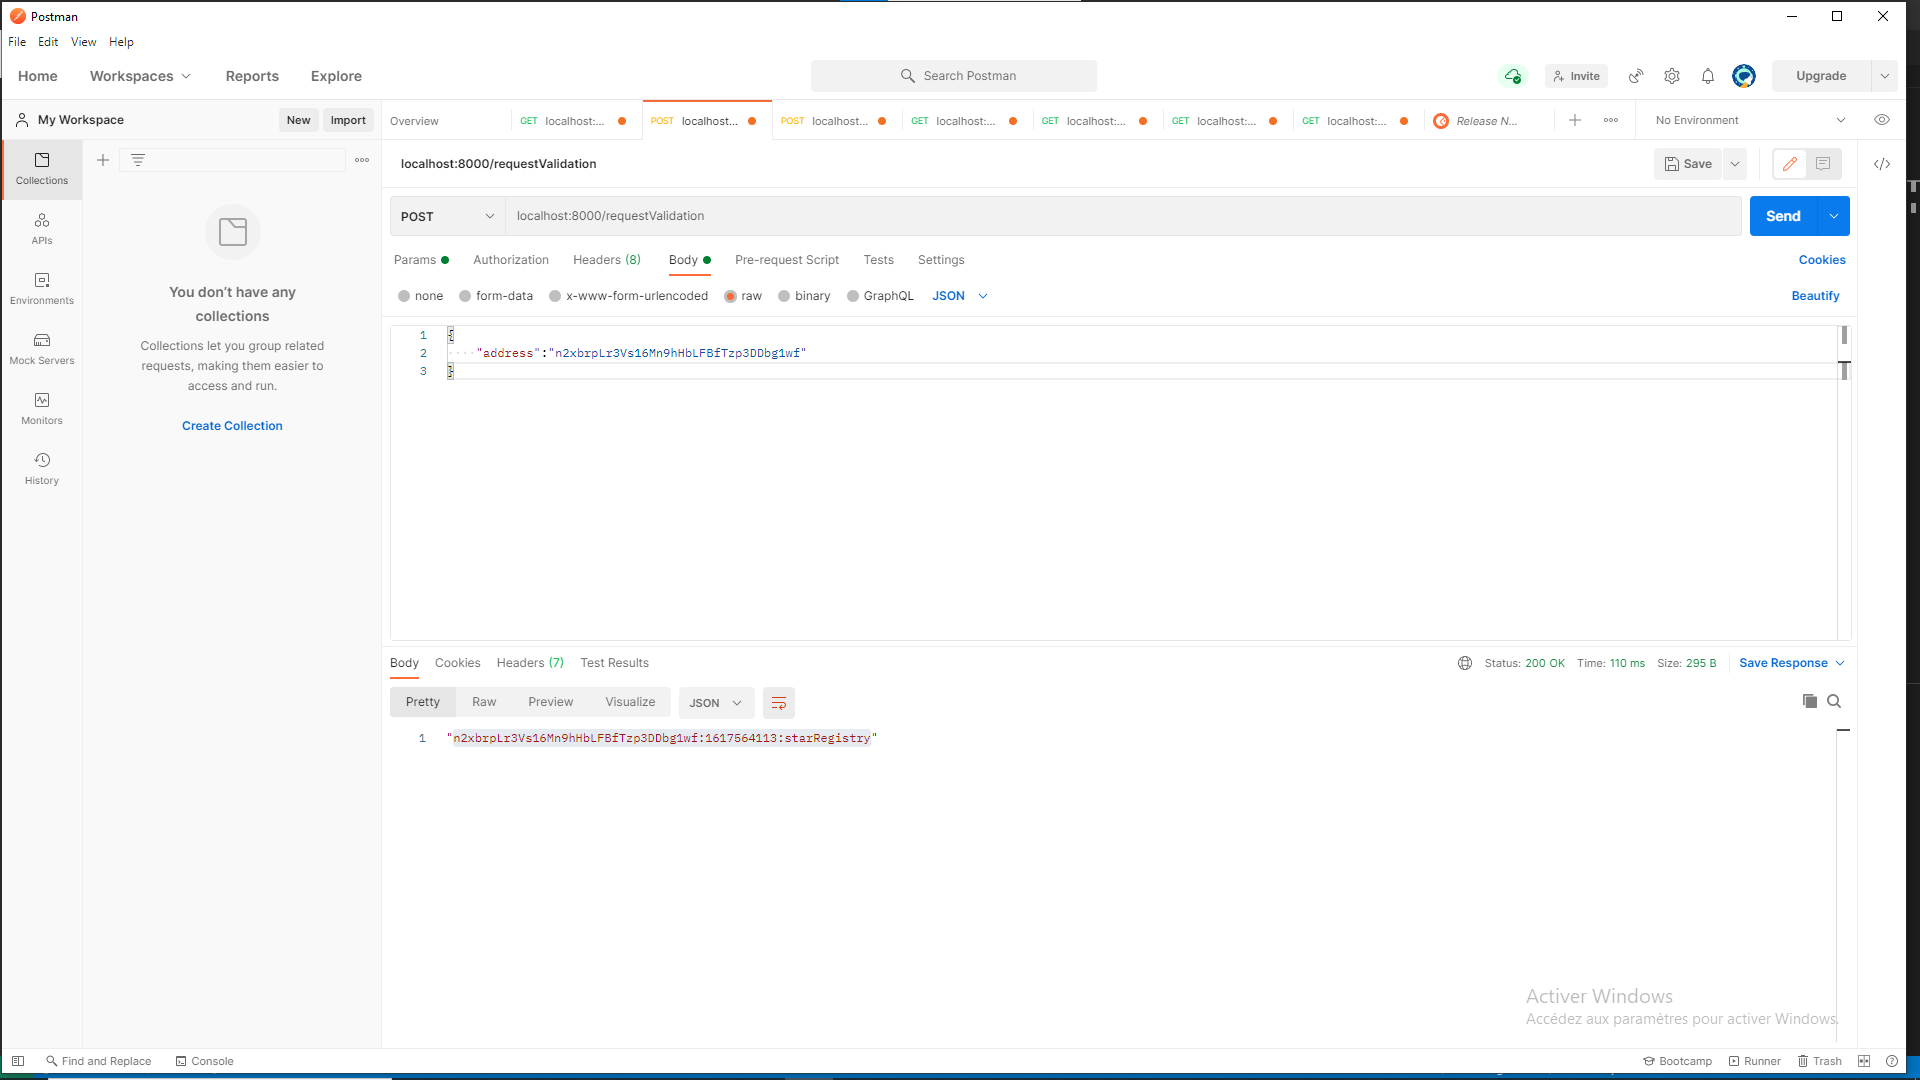 Postman
File Edit View Help
Home Workspaces Reports Explore
Search Postman
Invite
Upgrade
My Workspace
New Import
Overview
GET localhost:...
POST localhost...
POST localhost...
GET localhost:...
GET localhost:...
GET localhost:...
GET localhost:...
Release N...
No Environment
Collections
APIs
Environments
Mock Servers
Monitors
History
You don't have any
collections
Collections let you group related
requests, making them easier to
access and run.
Create Collection
localhost:8000/requestValidation
Save
POST localhost:8000/requestValidation
Send
Params Authorization Headers (8) Body Pre-request Script Tests Settings
Cookies
none form-data x-www-form-urlencoded raw binary GraphQL JSON
Beautify
1 {
2 "address":"n2xbrpLr3Vs16Mn9hHbLFBfTzp3DDbg1wf"
3 }
Body Cookies Headers (7) Test Results
Status: 200 OK Time: 110 ms Size: 295 B Save Response
Pretty Raw Preview Visualize JSON
1 "n2xbrpLr3Vs16Mn9hHbLFBfTzp3DDbg1wf:1617564113:starRegistry"
Activer Windows
Accédez aux paramètres pour activer Windows.
Find and Replace Console
Bootcamp Runner Trash